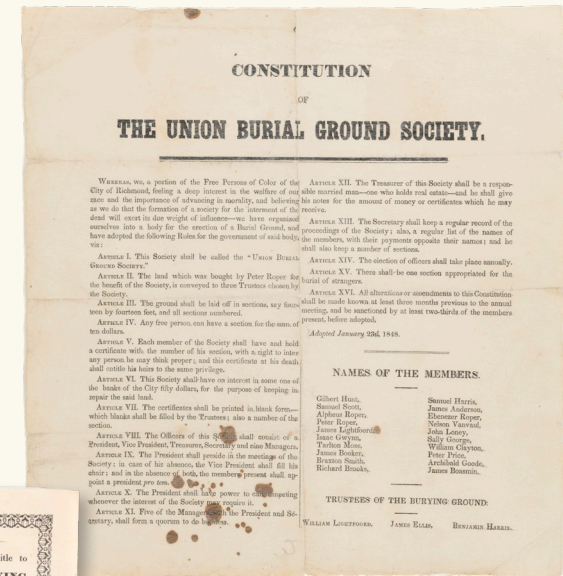 CONSTITUTION
OF
THE UNION BURIAL GROUND SOCIETY.
WHEREAS, we, a portion of the Free Persons of Color of the
City of Richmond, feeling a deep interest in the welfare of our
race and the importance of advancing in morality, and believing
as we do that the formation of a society for the interment of the
dead will exert its due weight of influence—we have organized
ourselves into a body for the erection of a Burial Ground, and
have adopted the following Rules for the government of said body,
viz:
ARTICLE I. This Society shall be called the "UNION BURIAL
GROUND SOCIETY."
ARTICLE II. The land which was bought by Peter Roper for
the benefit of the Society, is conveyed to three Trustees chosen by
the Society.
ARTICLE III. The ground shall be laid off in sections, say four-
teen by fourteen feet, and all sections numbered.
ARTICLE IV. Any free person can have a section for the sum of
ten dollars.
ARTICLE V. Each member of the Society shall have and hold
a certificate with the number of his section, with a right to inter
any person he may think proper; and this certificate at his death
shall entitle his heirs to the same privilege.
ARTICLE VI. This Society shall have an interest in some one of
the banks of the City fifty dollars, for the purpose of keeping in
repair the said land.
ARTICLE VII. The certificates shall be printed in blank form—
which blanks shall be filled by the Trustees; also a number of the
section.
ARTICLE VIII. The Officers of this Society shall consist of a
President, Vice President, Treasurer, Secretary and nine Managers.
ARTICLE IX. The President shall preside in the meetings of the
Society; in case of his absence, the Vice President shall fill his
chair; and in the absence of both, the members present shall ap-
point a president pro tem.
ARTICLE X. The President shall have power to call a meeting
whenever the interest of the Society may require it.
ARTICLE XI. Five of the Managers with the President and Se-
cretary, shall form a quorum to do business.
ARTICLE XII. The Treasurer of this Society shall be a respon-
sible married man—one who holds real estate—and he shall give
his notes for the amount of money or certificates which he may
receive.
ARTICLE XIII. The Secretary shall keep a regular record of the
proceedings of the Society; also, a regular list of the names of
the members, with their payments opposite their names; and he
shall also keep a number of sections.
ARTICLE XIV. The election of officers shall take place annually.
ARTICLE XV. There shall be one section appropriated for the
burial of strangers.
ARTICLE XVI. All alterations or amendments to this Constitution
shall be made known at least three months previous to the annual
meeting, and be sanctioned by at least two-thirds of the members
present, before adopted.
Adopted January 23d, 1848.
NAMES OF THE MEMBERS.
Gilbert Hunt,
Samuel Scott,
Alpheus Roper,
Peter Roper,
James Lightfoord,
Isaac Gwynn,
Tarlton Moss,
James Booker,
Braxton Smith,
Richard Brooks,
Samuel Harris,
James Anderson,
Ebenezer Roper,
Nelson Vanvaul,
John Loney,
Sally George,
William Clayton,
Peter Price,
Archibald Goode,
James Bossmin.
TRUSTEES OF THE BURYING GROUND:
WILLIAM LIGHTFOORD, JAMES ELLIS, BENJAMIN HARRIS.
itle to
YING